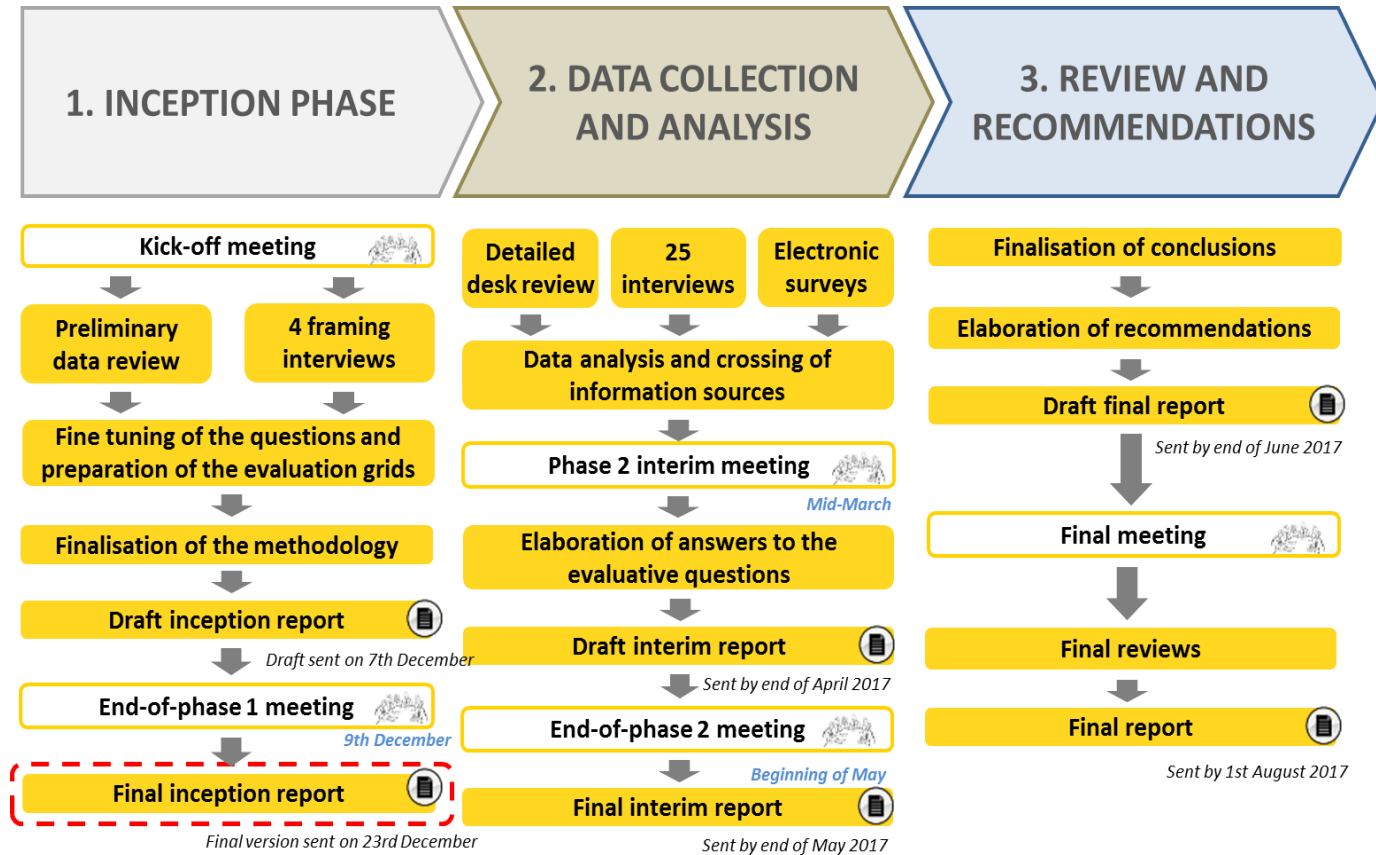 1. INCEPTION PHASE
2. DATA COLLECTION
AND ANALYSIS
3. REVIEW AND
RECOMMENDATIONS
Kick-off meeting
Preliminary
data review
4 framing
interviews
Fine tuning of the questions and
preparation of the evaluation grids
Finalisation of the methodology
Draft inception report
Draft sent on 7th December
End-of-phase 1 meeting
9th December
Final inception report
Final version sent on 23rd December
Detailed
desk review
25
interviews
Electronic
surveys
Data analysis and crossing of
information sources
Phase 2 interim meeting
Mid-March
Elaboration of answers to the
evaluative questions
Draft interim report
Sent by end of April 2017
End-of-phase 2 meeting
Beginning of May
Final interim report
Sent by end of May 2017
Finalisation of conclusions
Elaboration of recommendations
Draft final report
Sent by end of June 2017
Final meeting
Final reviews
Final report
Sent by 1st August 2017